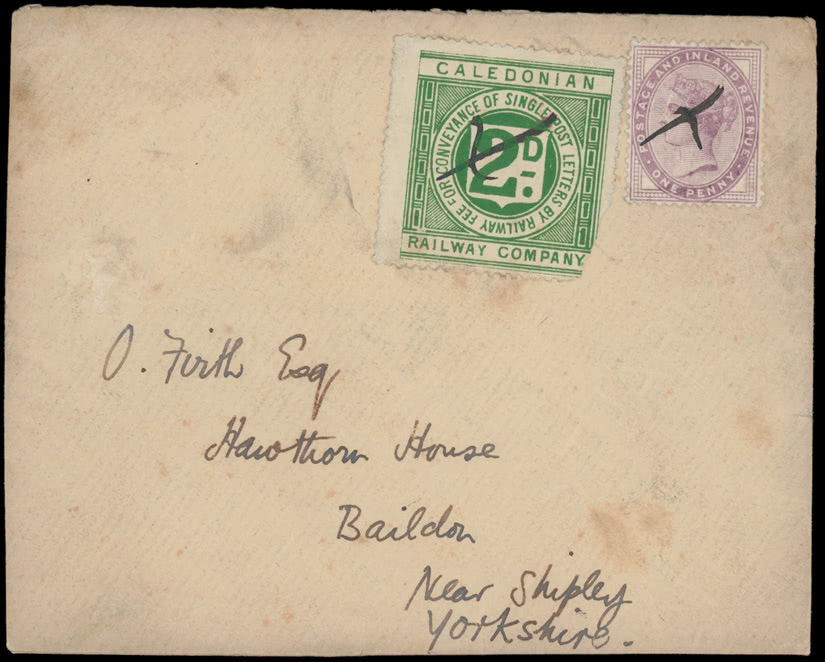 CALEDONIAN
FEE FOR CONVEYANCE OF SINGLE POST LETTERS BY RAILWAY
2D.
RAILWAY COMPANY
POSTAGE AND INLAND REVENUE
ONE PENNY
O. Firth Esq
Hawthorn House
Baildon
Near Shipley
Yorkshire.